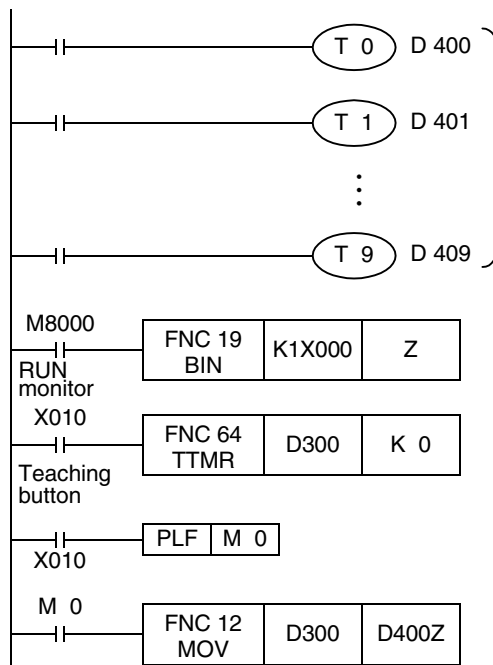 T 0 D 400
T 1 D 401
T 9 D 409
M8000
FNC 19
BIN K1X000 Z
RUN
monitor
X010
FNC 64
TTMR D300 K 0
Teaching
button
PLF M 0
X010
M 0
FNC 12
MOV D300 D400Z